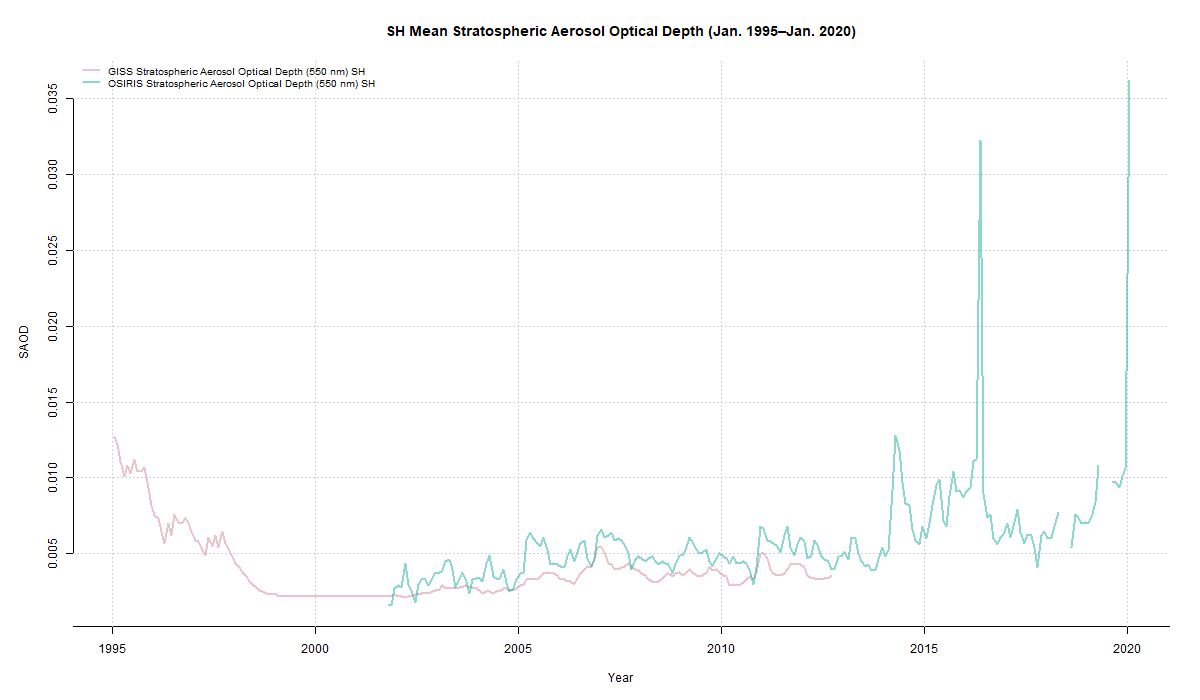 SH Mean Stratospheric Aerosol Optical Depth (Jan. 1995–Jan. 2020)
GISS Stratospheric Aerosol Optical Depth (550 nm) SH
OSIRIS Stratospheric Aerosol Optical Depth (550 nm) SH
0.035
0.030
0.025
0.020
0.015
0.010
0.005
SAOD
1995 2000 2005 2010 2015 2020
Year